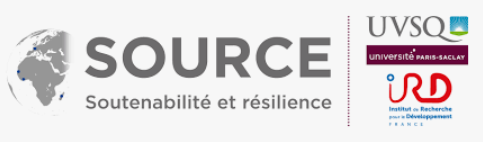 SOURCE
Soutenabilité et résilience
UVSQ
université PARIS-SACLAY
IRD
Institut de Recherche
pour le Développement
FRANCE